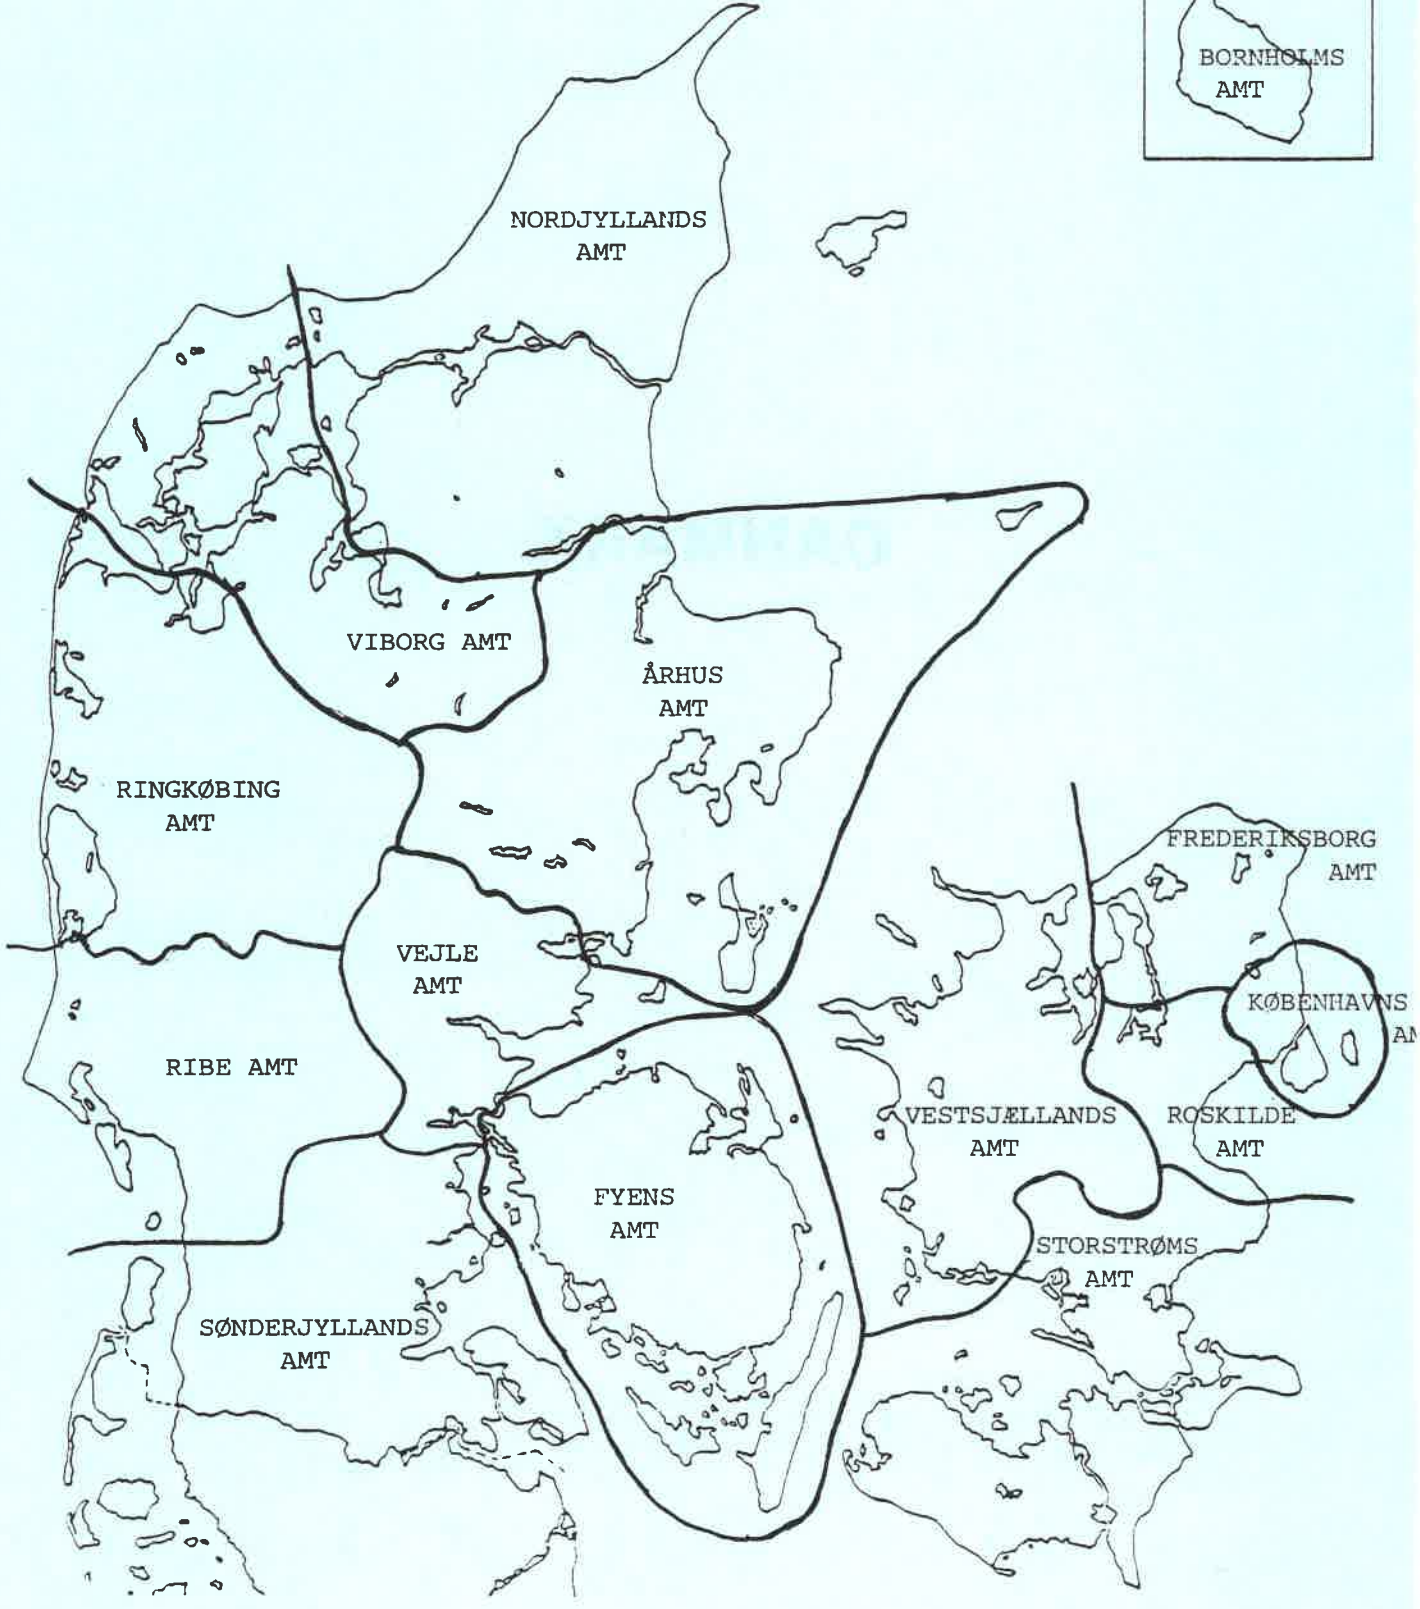 BORNHOLMS
AMT
NORDJYLLANDS
AMT
VIBORG AMT
ÅRHUS
AMT
RINGKØBING
AMT
FREDERIKSBORG
AMT
VEJLE
AMT
KØBENHAVNS
AM
RIBE AMT
VESTSJÆLLANDS
AMT
ROSKILDE
AMT
FYENS
AMT
STORSTRØMS
AMT
SØNDERJYLLANDS
AMT